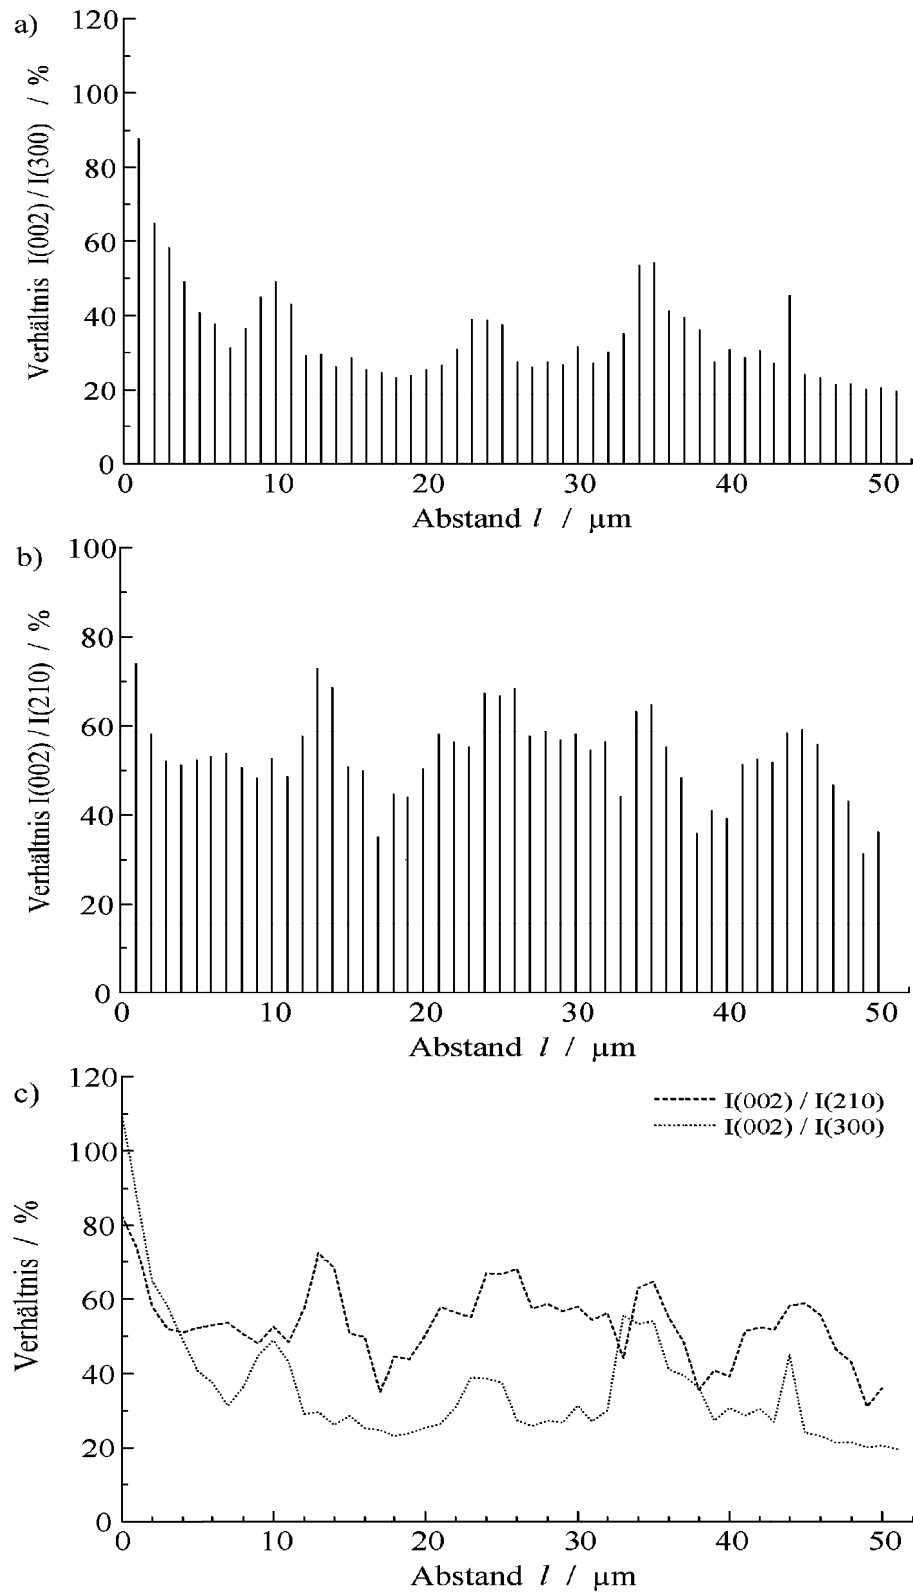 a)
Verhältnis I(002) / I(300) / %
120
100
80
60
40
20
0
0 10 20 30 40 50
Abstand l / µm
b)
Verhältnis I(002) / I(210) / %
100
80
60
40
20
0
0 10 20 30 40 50
Abstand l / µm
c)
Verhältnis / %
120
100
80
60
40
20
0
I(002) / I(210)
I(002) / I(300)
0 10 20 30 40 50
Abstand l / µm